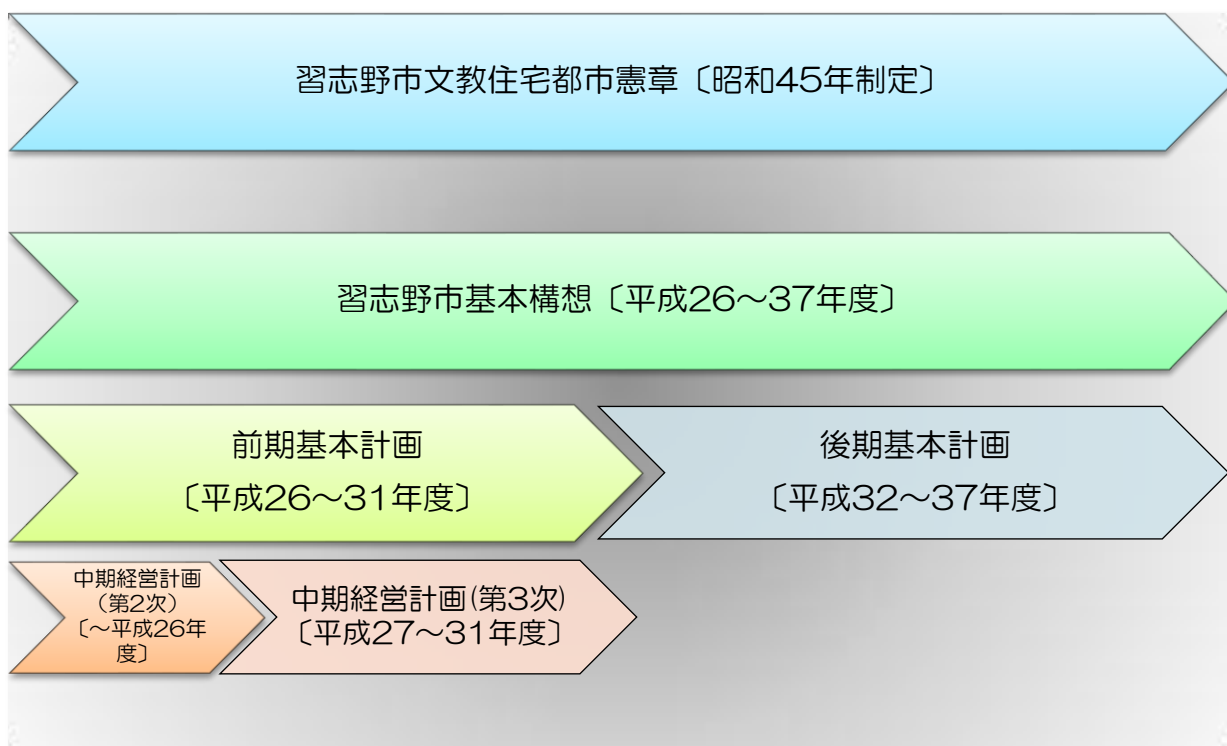 習志野市文教住宅都市憲章〔昭和45年制定〕
習志野市基本構想〔平成26～37年度〕
前期基本計画
〔平成26～31年度〕
後期基本計画
〔平成32～37年度〕
中期経営計画
(第2次)
〔～平成26年
度〕
中期経営計画(第3次)
〔平成27～31年度〕